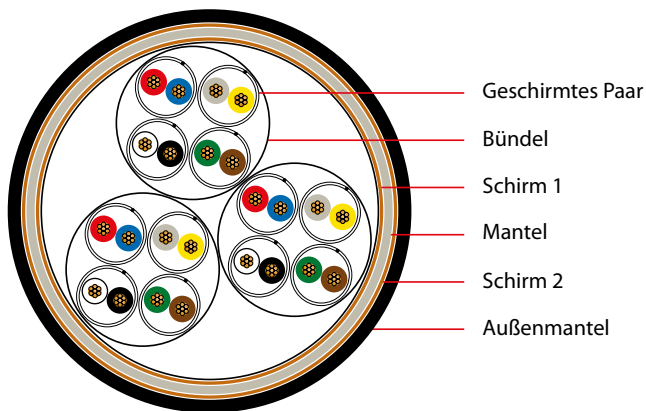 Geschirmtes Paar
Bündel
Schirm 1
Mantel
Schirm 2
Außenmantel